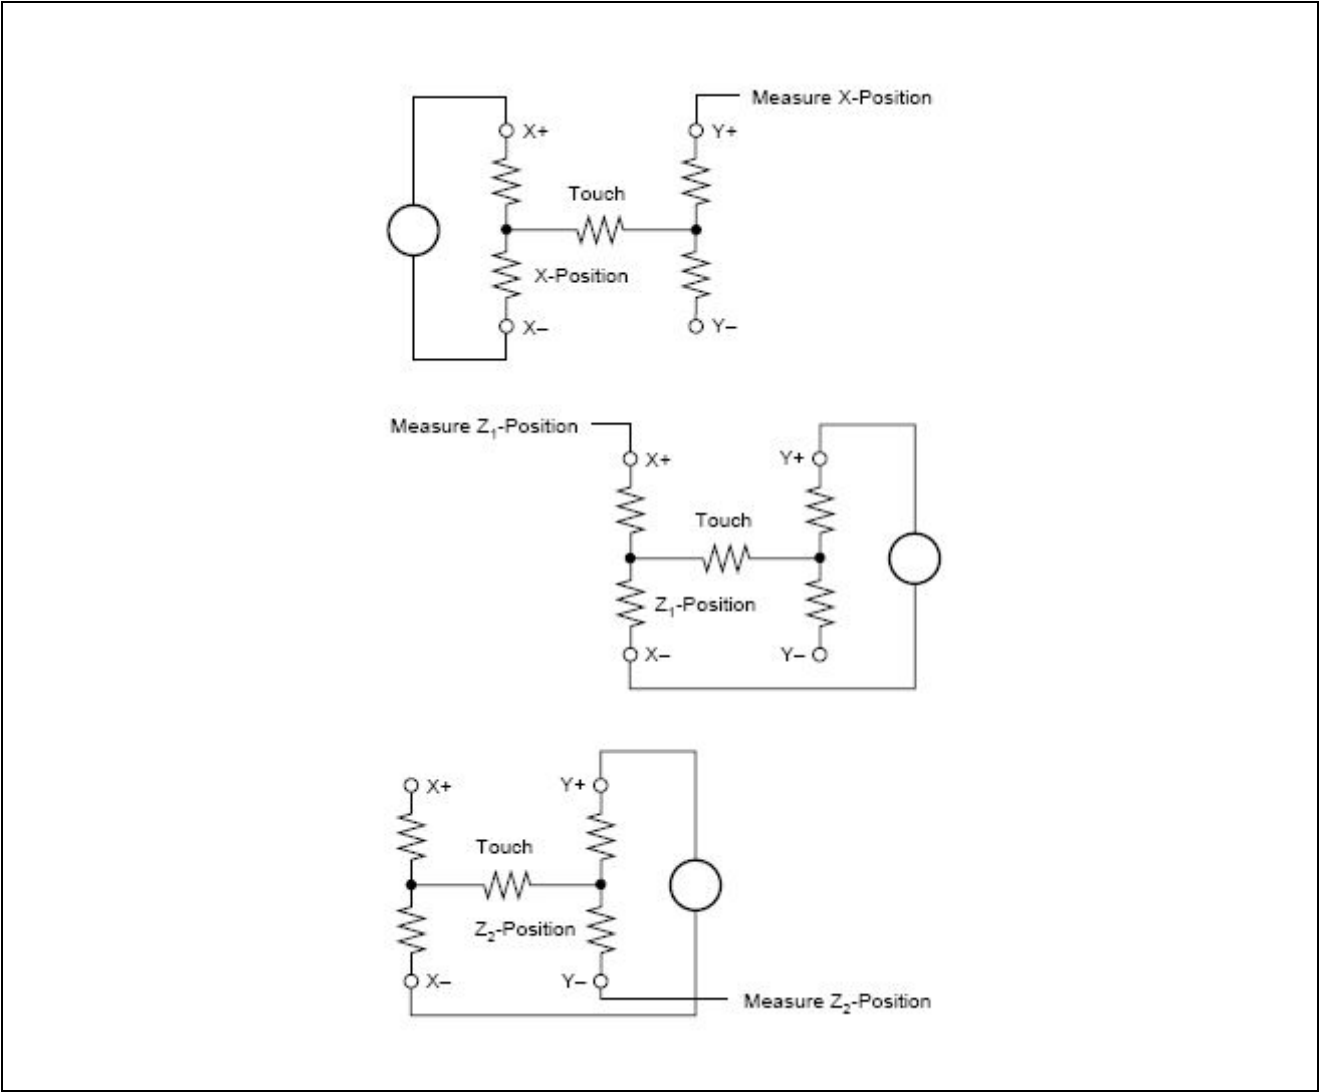 Measure X-Position
X+
Y+
Touch
X-Position
X–
Y–
Measure Z₁-Position
X+
Y+
Touch
Z₁-Position
X–
Y–
X+
Y+
Touch
Z₂-Position
X–
Y–
Measure Z₂-Position